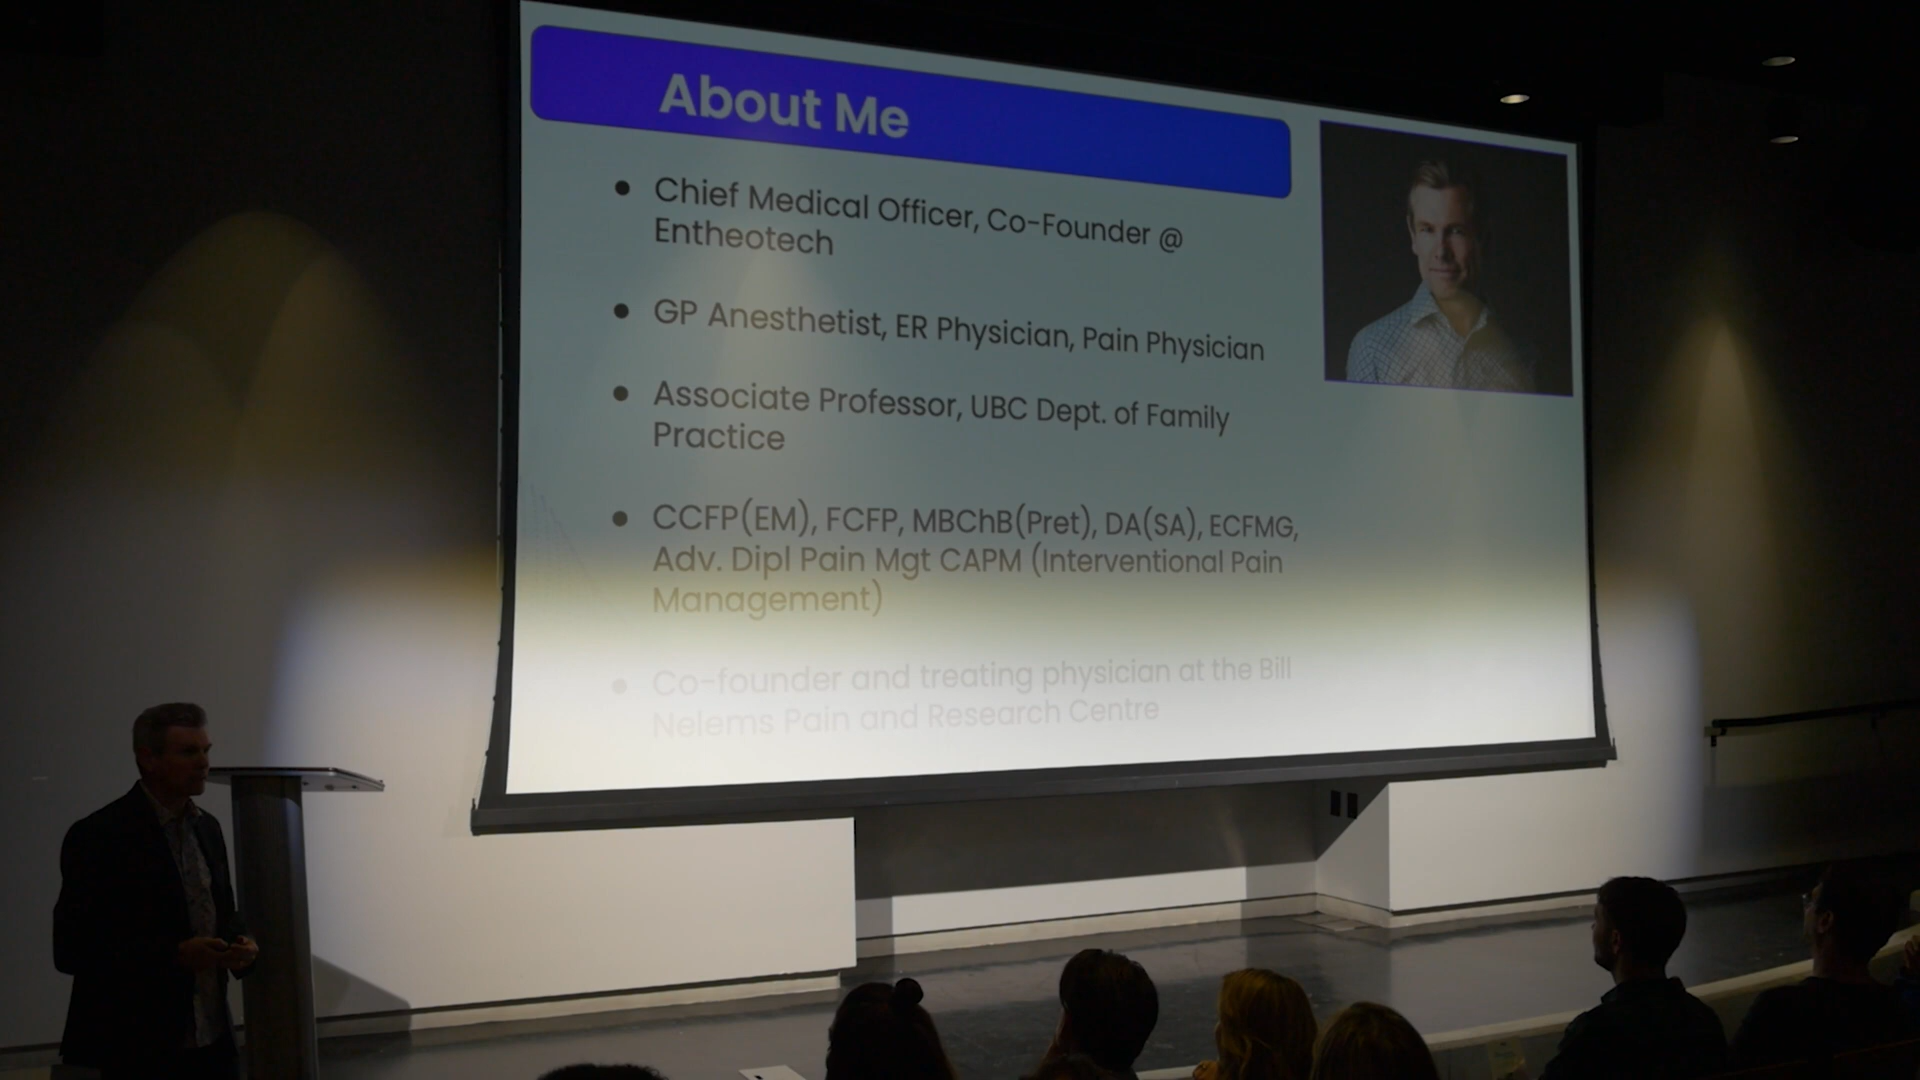 About Me
Chief Medical Officer, Co-Founder @
Entheotech
GP Anesthetist, ER Physician, Pain Physician
Associate Professor, UBC Dept. of Family
Practice
CCFP(EM), FCFP, MBChB(Pret), DA(SA), ECFMG,
Adv. Dipl Pain Mgt CAPM (Interventional Pain
Management)
Co-founder and treating physician at the Bill
Nelems Pain and Research Centre